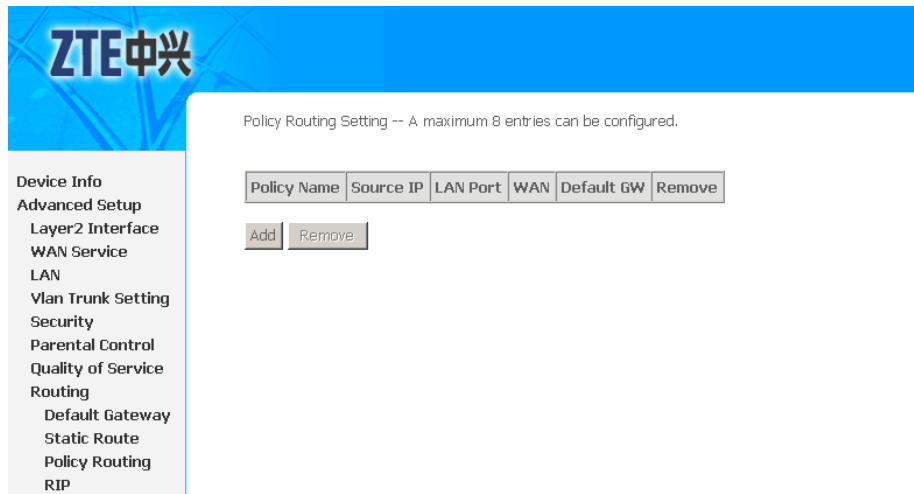 ZTE中兴
Policy Routing Setting -- A maximum 8 entries can be configured.
Policy Name Source IP LAN Port WAN Default GW Remove
Add Remove
Device Info
Advanced Setup
Layer2 Interface
WAN Service
LAN
Vlan Trunk Setting
Security
Parental Control
Quality of Service
Routing
Default Gateway
Static Route
Policy Routing
RIP